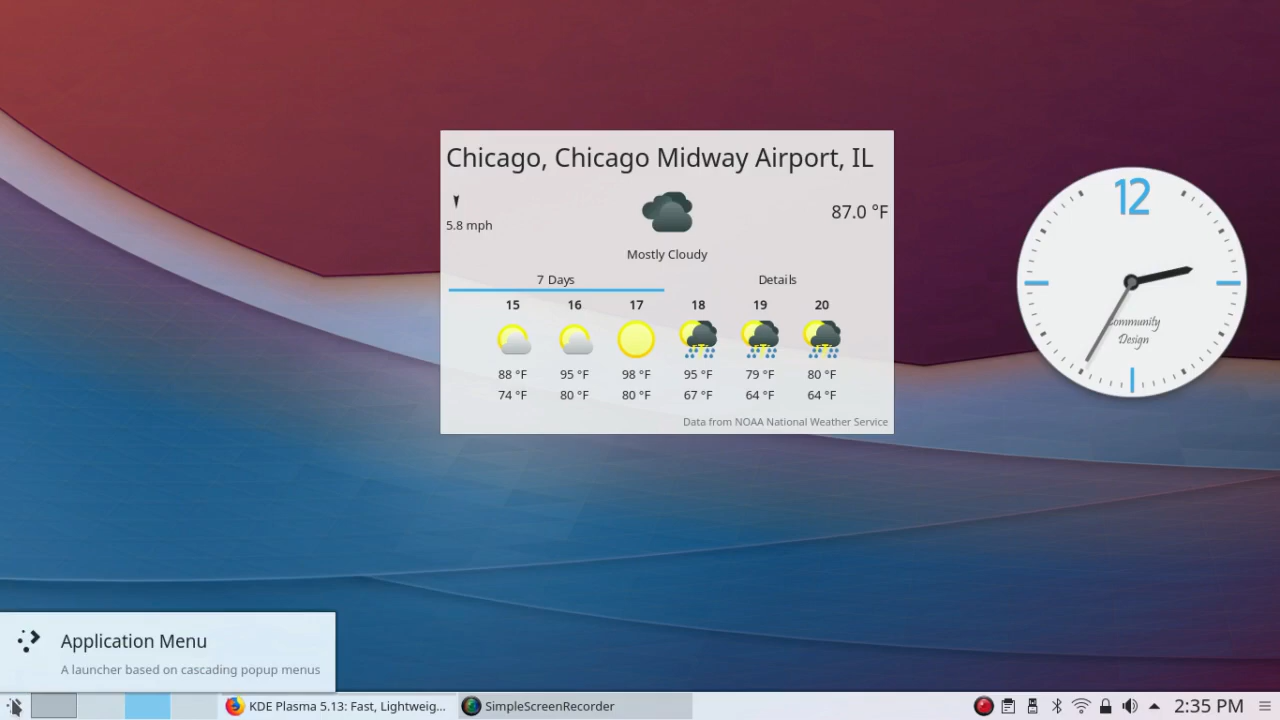 Chicago, Chicago Midway Airport, IL
5.8 mph
87.0 °F
Mostly Cloudy
7 Days Details
15 16 17 18 19 20
88 °F 95 °F 98 °F 95 °F 79 °F 80 °F
74 °F 80 °F 80 °F 67 °F 64 °F 64 °F
Data from NOAA National Weather Service
12
Community
Design
Application Menu
A launcher based on cascading popup menus
KDE Plasma 5.13: Fast, Lightweig... SimpleScreenRecorder 2:35 PM